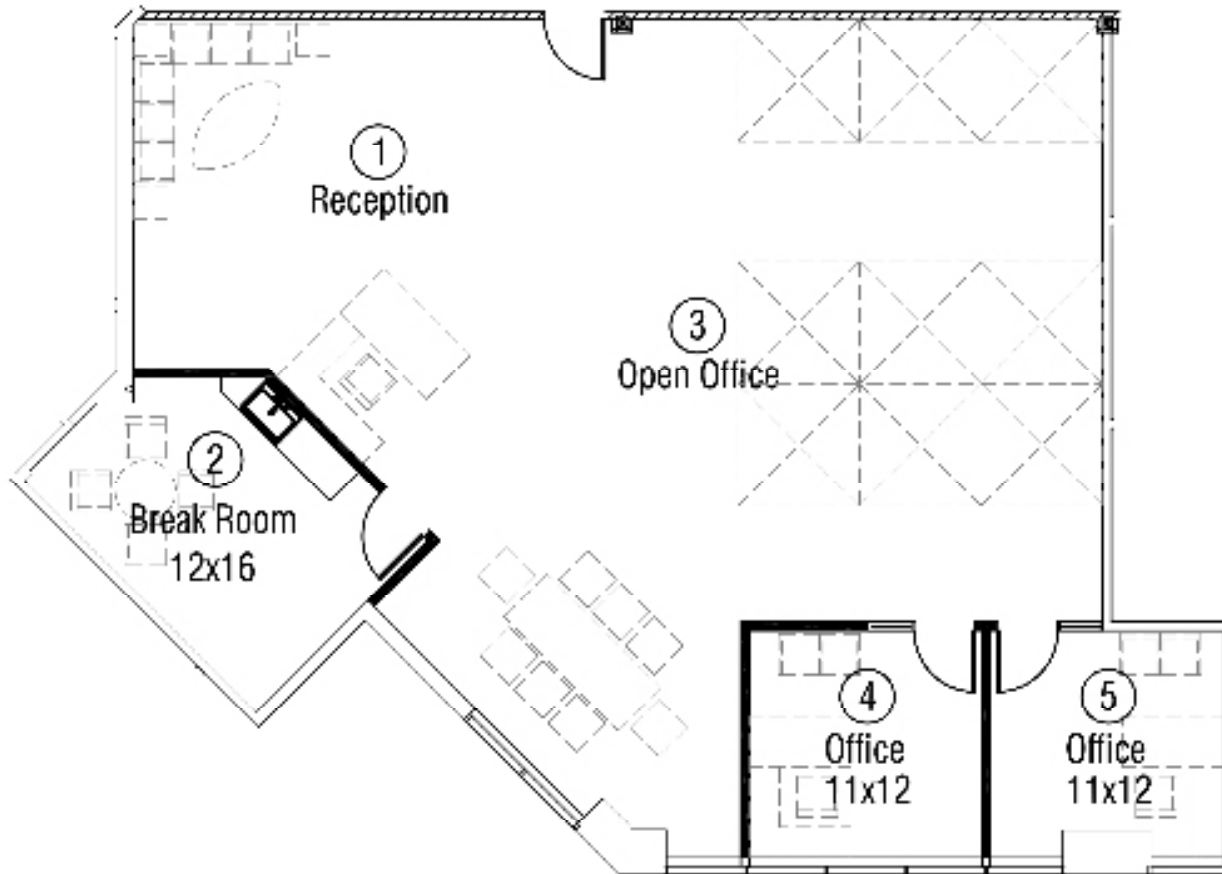 1
Reception
3
Open Office
2
Break Room
12x16
4
Office
11x12
5
Office
11x12